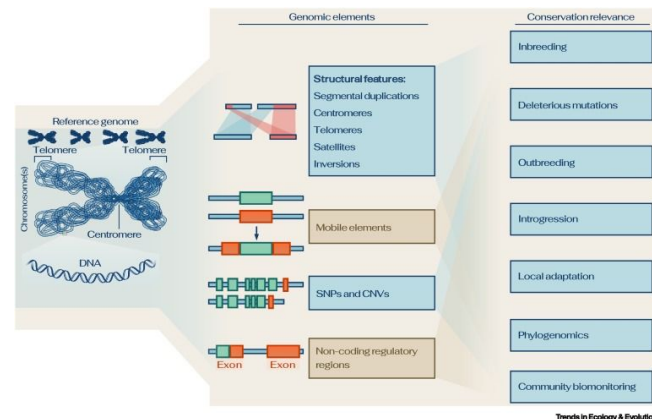 Genomic elements
Conservation relevance
Reference genome
Telomere
Telomere
Chromosome(s)
Centromere
DNA
Structural features:
Segmental duplications
Centromeres
Telomeres
Satellites
Inversions
Mobile elements
SNPs and CNVs
Non-coding regulatory
regions
Exon
Exon
Inbreeding
Deleterious mutations
Outbreeding
Introgression
Local adaptation
Phylogenomics
Community biomonitoring
Trends in Ecology &